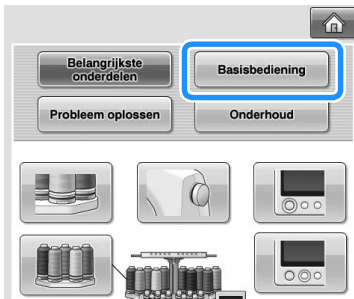 Belangrijkste
onderdelen
Basisbediening
Probleem oplossen
Onderhoud